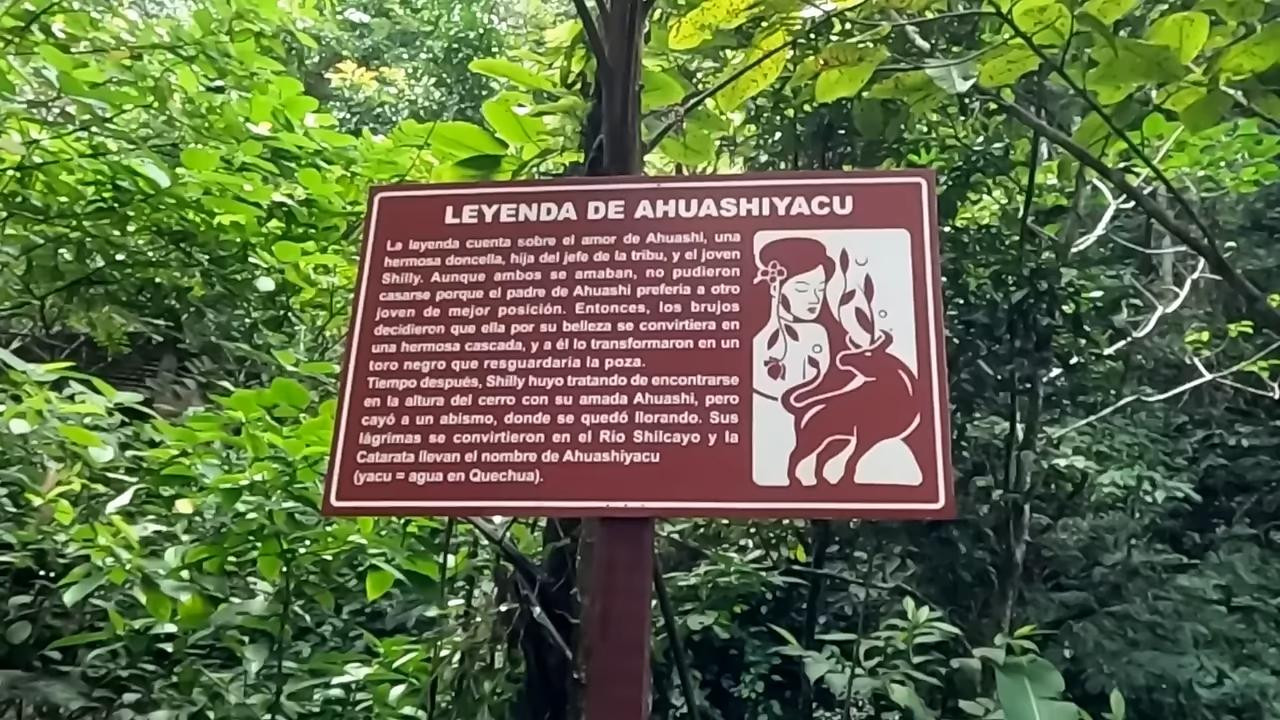 LEYENDA DE AHUASHIYACU
La leyenda cuenta sobre el amor de Ahuashi, una
hermosa doncella, hija del jefe de la tribu, y el joven
Shilly. Aunque ambos se amaban, no pudieron
casarse porque el padre de Ahuashi prefería a otro
joven de mejor posición. Entonces, los brujos
decidieron que ella por su belleza se convirtiera en
una hermosa cascada, y a él lo transformaron en un
toro negro que resguardaría la poza.
Tiempo después, Shilly huyo tratando de encontrarse
en la altura del cerro con su amada Ahuashi, pero
cayó a un abismo, donde se quedó llorando. Sus
lágrimas se convirtieron en el Río Shilcayo y la
Catarata llevan el nombre de Ahuashiyacu
(yacu = agua en Quechua).